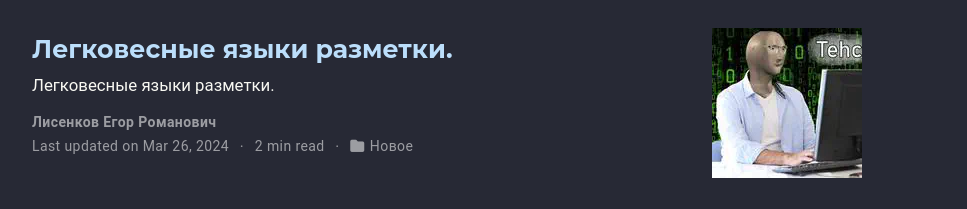 Легковесные языки разметки.
Легковесные языки разметки.
Лисенков Егор Романович
Last updated on Mar 26, 2024 · 2 min read · Новое
Tehc